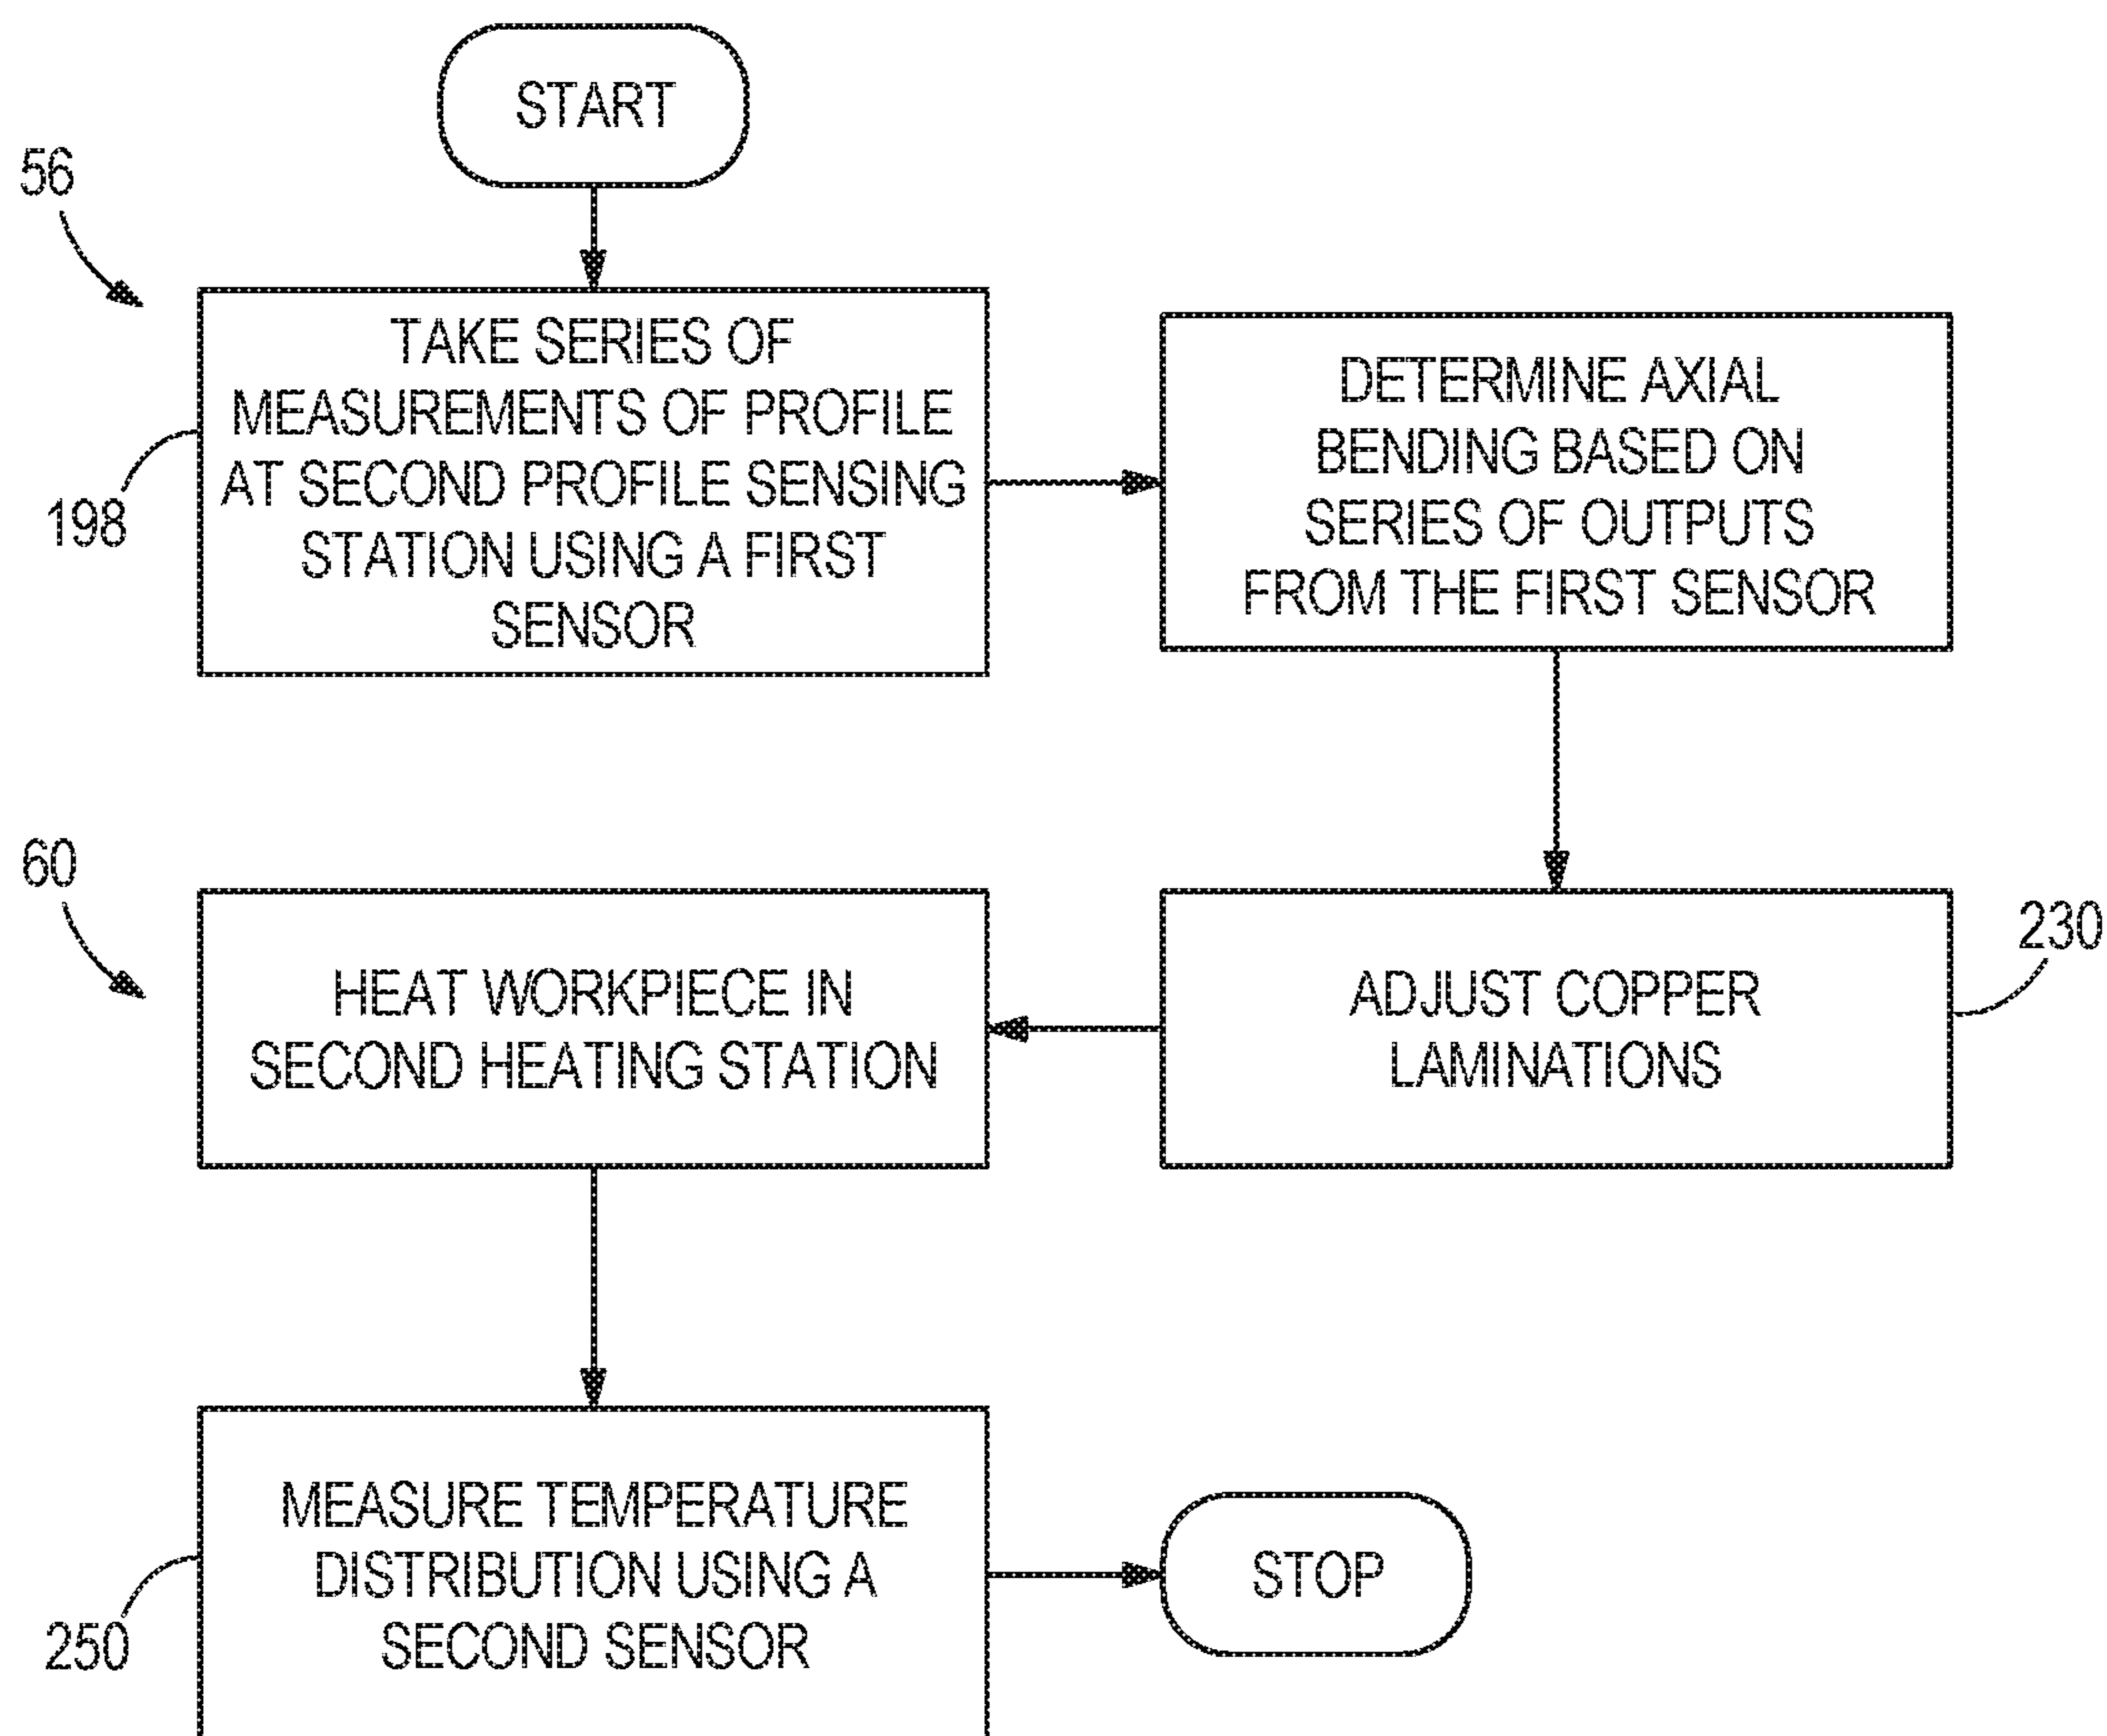 START
56
TAKE SERIES OF
MEASUREMENTS OF PROFILE
AT SECOND PROFILE SENSING
STATION USING A FIRST
SENSOR
198
DETERMINE AXIAL
BENDING BASED ON
SERIES OF OUTPUTS
FROM THE FIRST SENSOR
ADJUST COPPER
LAMINATIONS
230
60
HEAT WORKPIECE IN
SECOND HEATING STATION
MEASURE TEMPERATURE
DISTRIBUTION USING A
SECOND SENSOR
250
STOP